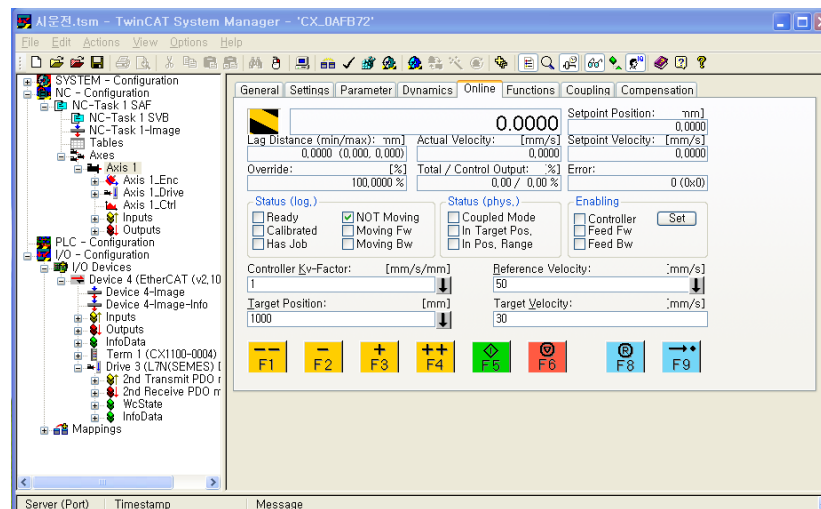 시운전.tsm - TwinCAT System Manager - 'CX_0AFB72'
File Edit Actions View Options Help
SYSTEM - Configuration
NC - Configuration
NC-Task 1 SAF
NC-Task 1 SVB
NC-Task 1-Image
Tables
Axes
Axis 1
Axis 1_Enc
Axis 1_Drive
Axis 1_Ctrl
Inputs
Outputs
PLC - Configuration
I/O - Configuration
I/O Devices
Device 4 (EtherCAT (v2,10
Device 4-Image
Device 4-Image-Info
Inputs
Outputs
InfoData
Term 1 (CX1100-0004)
Drive 3 (L7N(SEMES) [
2nd Transmit PDO r
2nd Receive PDO m
WcState
InfoData
Mappings
General Settings Parameter Dynamics Online Functions Coupling Compensation
0.0000
Setpoint Position: mm]
0,0000
Lag Distance (min/max): mm] Actual Velocity: [mm/s] Setpoint Velocity: [mm/s]
0,0000 (0,000, 0,000) 0,0000 0,0000
Override: [%] Total / Control Output: %] Error:
100,0000 % 0,00 / 0,00 % 0 (0x0)
Status (log,) Status (phys,) Enabling
Ready NOT Moving Coupled Mode Controller Set
Calibrated Moving Fw In Target Pos, Feed Fw
Has Job Moving Bw In Pos, Range Feed Bw
Controller Kv-Factor: [mm/s/mm] Reference Velocity: [mm/s]
1 50
Target Position: [mm] Target Velocity: [mm/s]
1000 30
-- - + ++ R
F1 F2 F3 F4 F5 F6 F8 F9
Server (Port) Timestamp Message